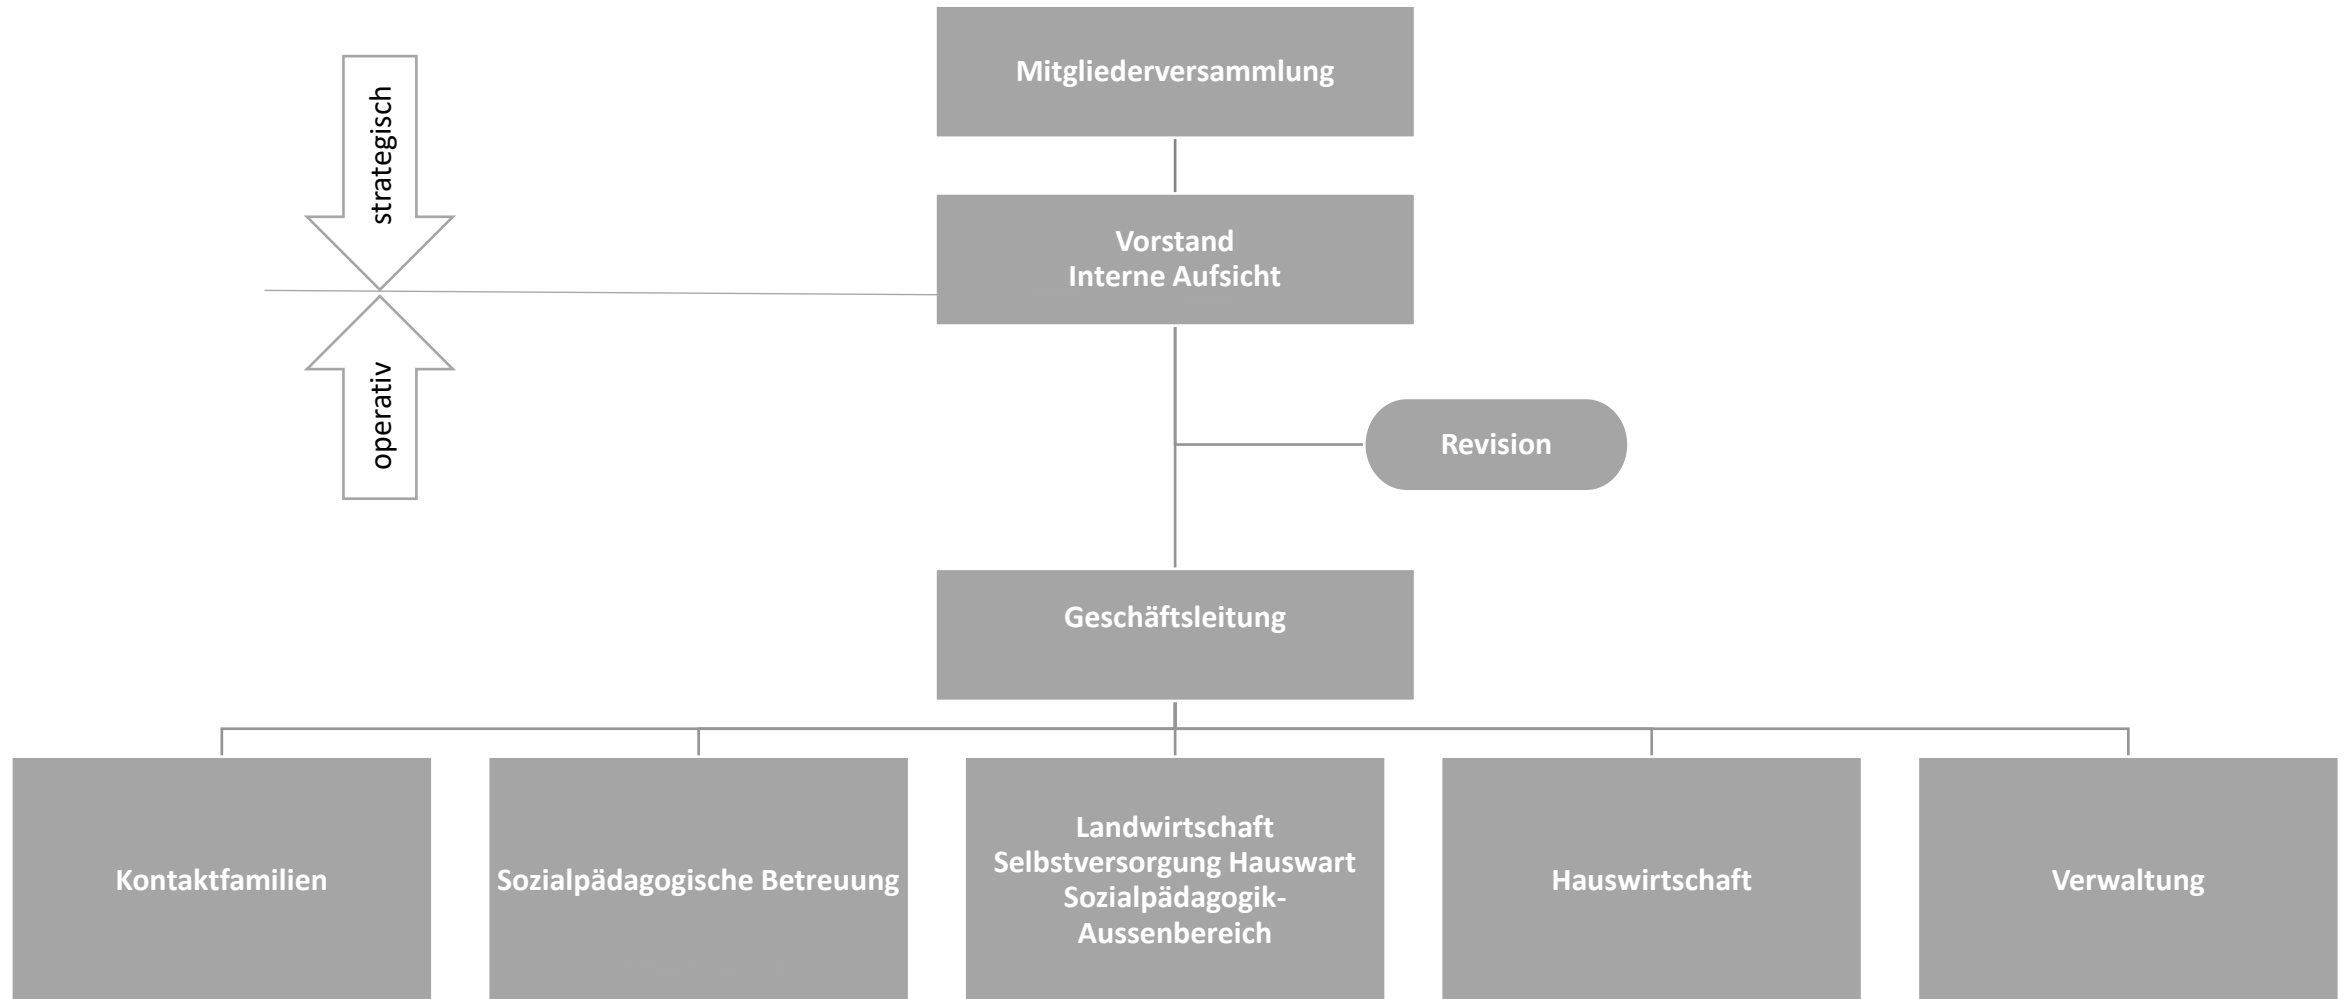 Mitgliederversammlung
strategisch
Vorstand
Interne Aufsicht
operativ
Revision
Geschäftsleitung
Kontaktfamilien
Sozialpädagogische Betreuung
Landwirtschaft
Selbstversorgung Hauswart
Sozialpädagogik-
Aussenbereich
Hauswirtschaft
Verwaltung